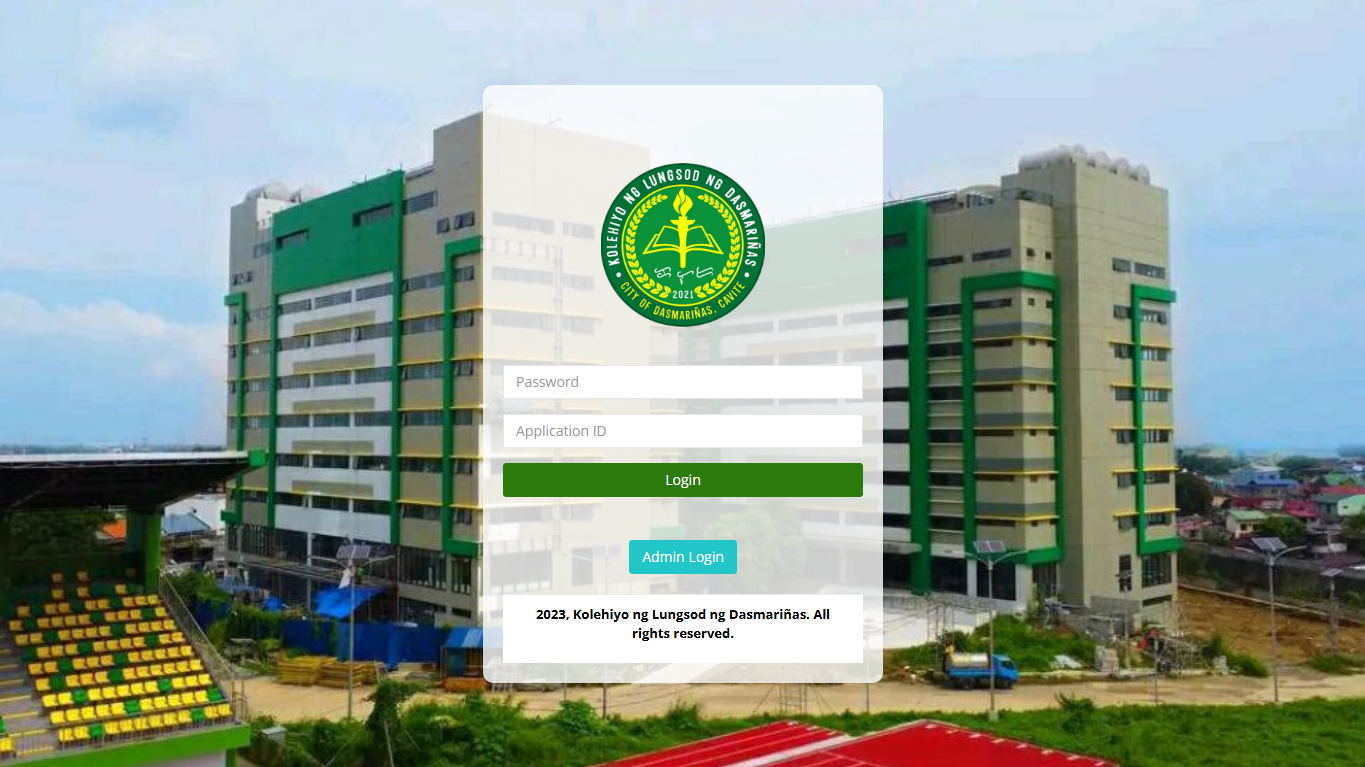 KOLEHIYO NG LUNGSOD NG DASMARIÑAS
2021
CITY OF DASMARIÑAS, CAVITE
Password
Application ID
Login
Admin Login
2023, Kolehiyo ng Lungsod ng Dasmariñas. All
rights reserved.